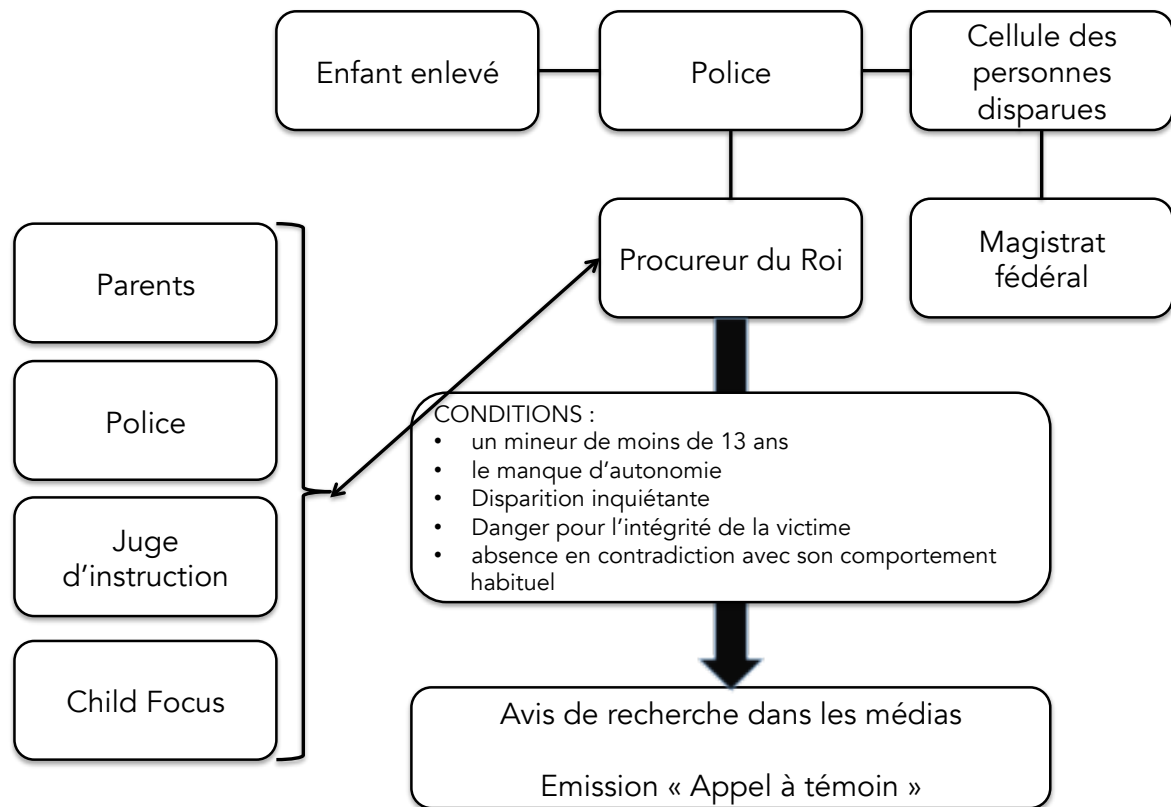 Enfant enlevé
Police
Cellule des
personnes
disparues
Procureur du Roi
Magistrat
fédéral
Parents
Police
Juge
d’instruction
Child Focus
CONDITIONS :
• un mineur de moins de 13 ans
• le manque d’autonomie
• Disparition inquiétante
• Danger pour l’intégrité de la victime
• absence en contradiction avec son comportement
habituel
Avis de recherche dans les médias
Emission « Appel à témoin »